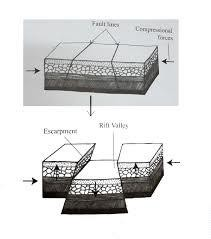 Fault lines
Compressional
forces
Escarpment
Rift Valley